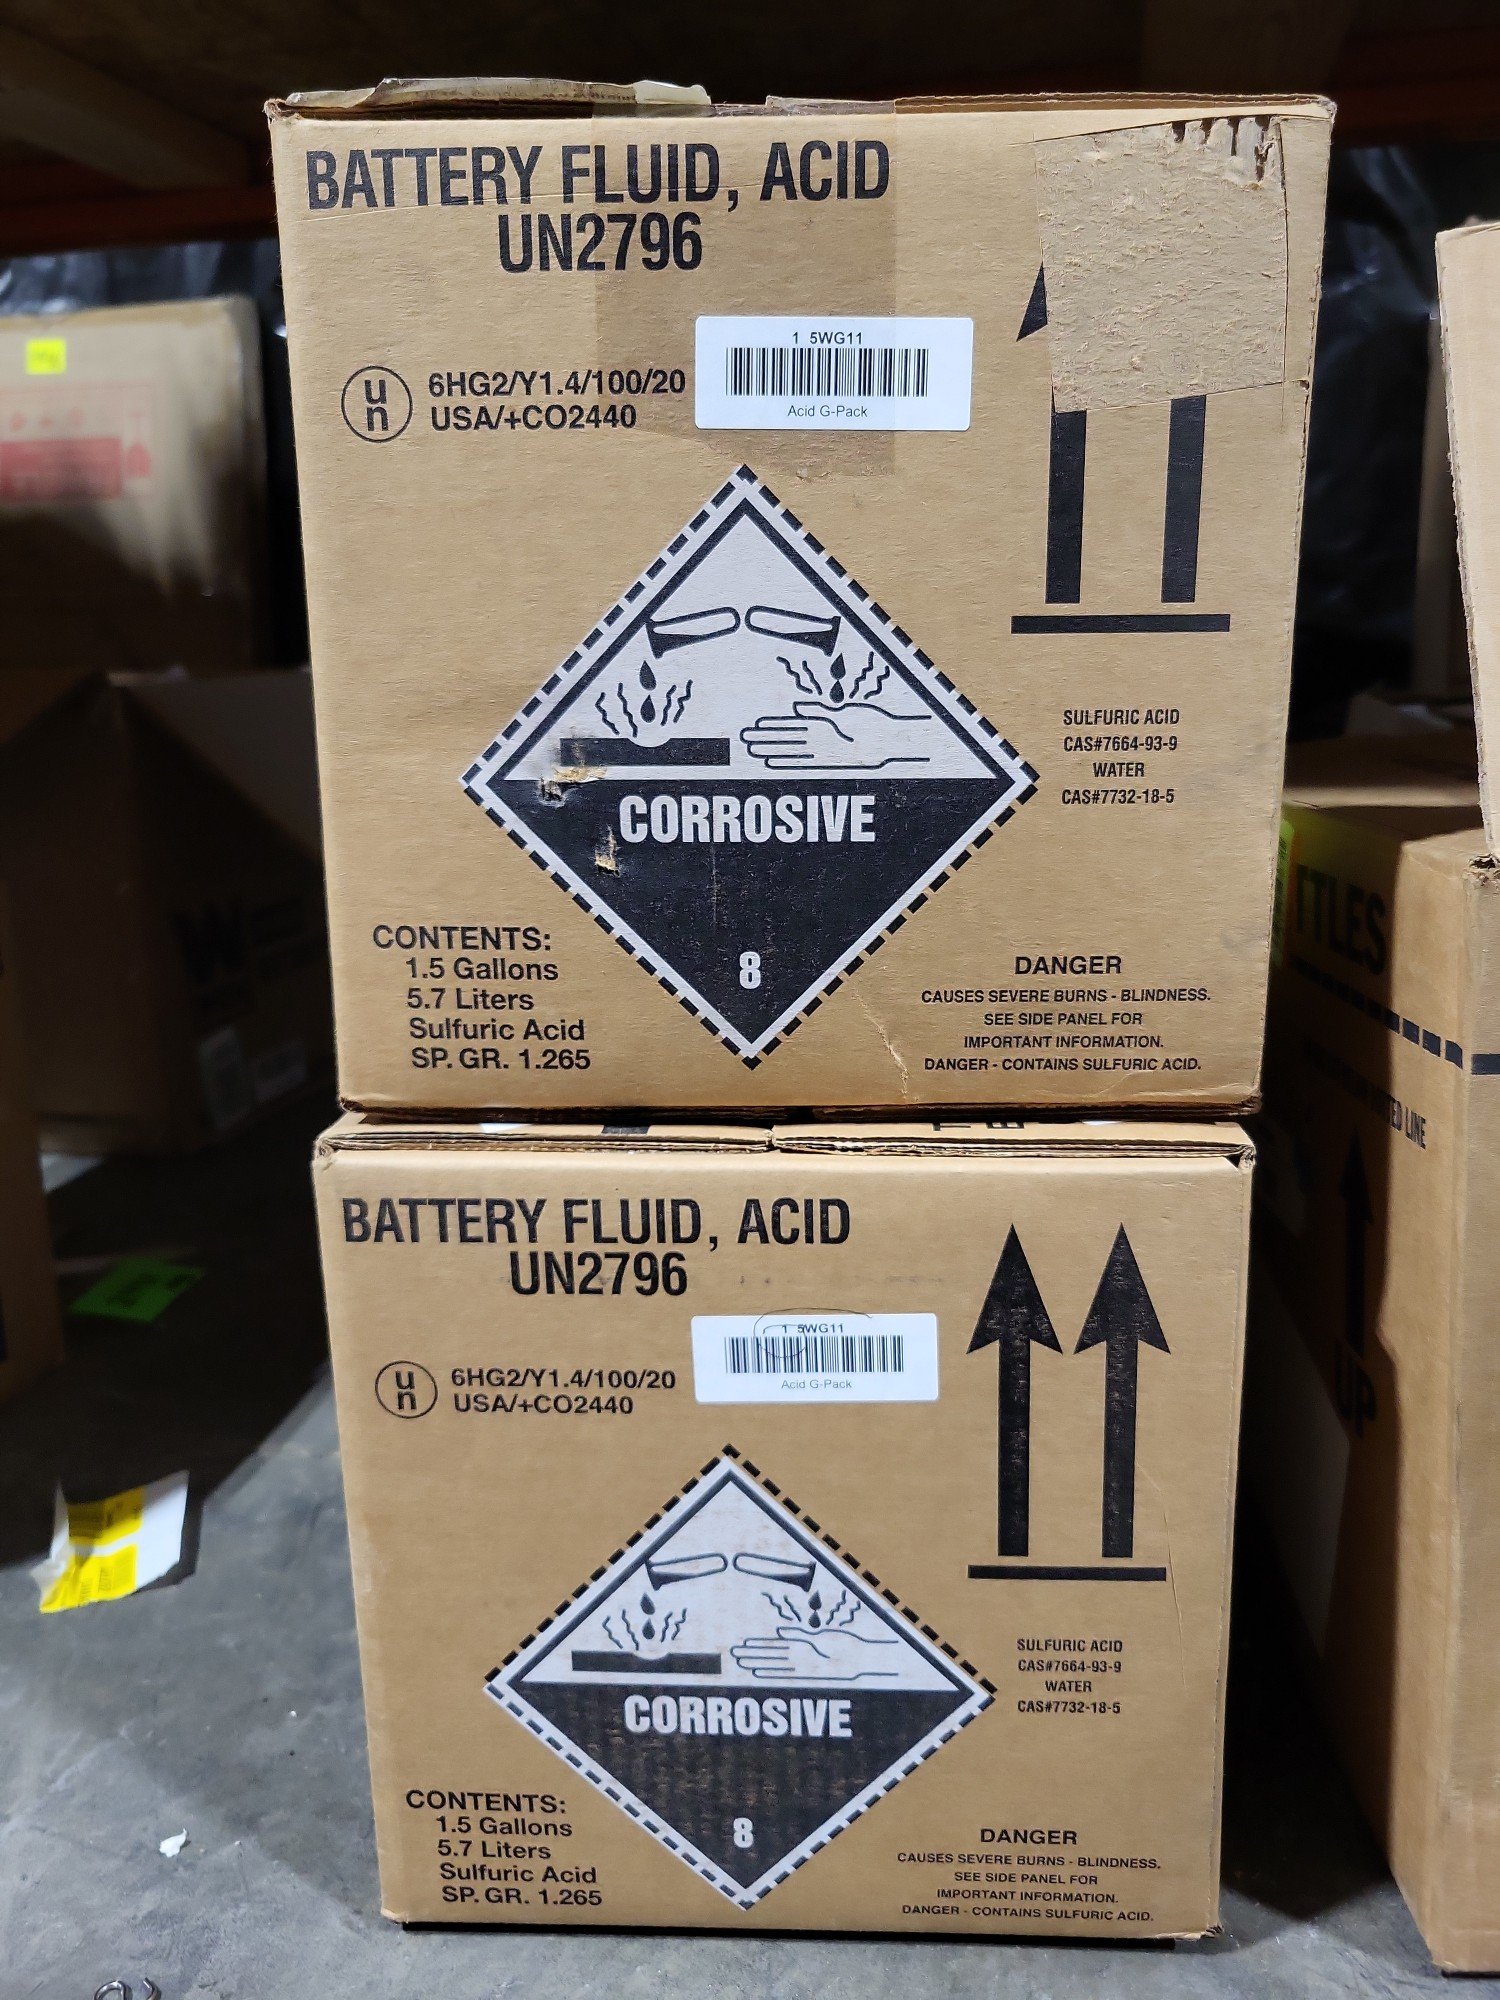 BATTERY FLUID, ACID
UN2796
1 5WG11
Acid G-Pack
un
6HG2/Y1.4/100/20
USA/+CO2440
CORROSIVE
8
SULFURIC ACID
CAS#7664-93-9
WATER
CAS#7732-18-5
CONTENTS:
1.5 Gallons
5.7 Liters
Sulfuric Acid
SP. GR. 1.265
DANGER
CAUSES SEVERE BURNS - BLINDNESS.
SEE SIDE PANEL FOR
IMPORTANT INFORMATION.
DANGER - CONTAINS SULFURIC ACID.
BATTERY FLUID, ACID
UN2796
1 5WG11
Acid G-Pack
un
6HG2/Y1.4/100/20
USA/+CO2440
CORROSIVE
8
SULFURIC ACID
CAS#7664-93-9
WATER
CAS#7732-18-5
CONTENTS:
1.5 Gallons
5.7 Liters
Sulfuric Acid
SP. GR. 1.265
DANGER
CAUSES SEVERE BURNS - BLINDNESS.
SEE SIDE PANEL FOR
IMPORTANT INFORMATION.
DANGER - CONTAINS SULFURIC ACID.
TTLES
LINE
UP